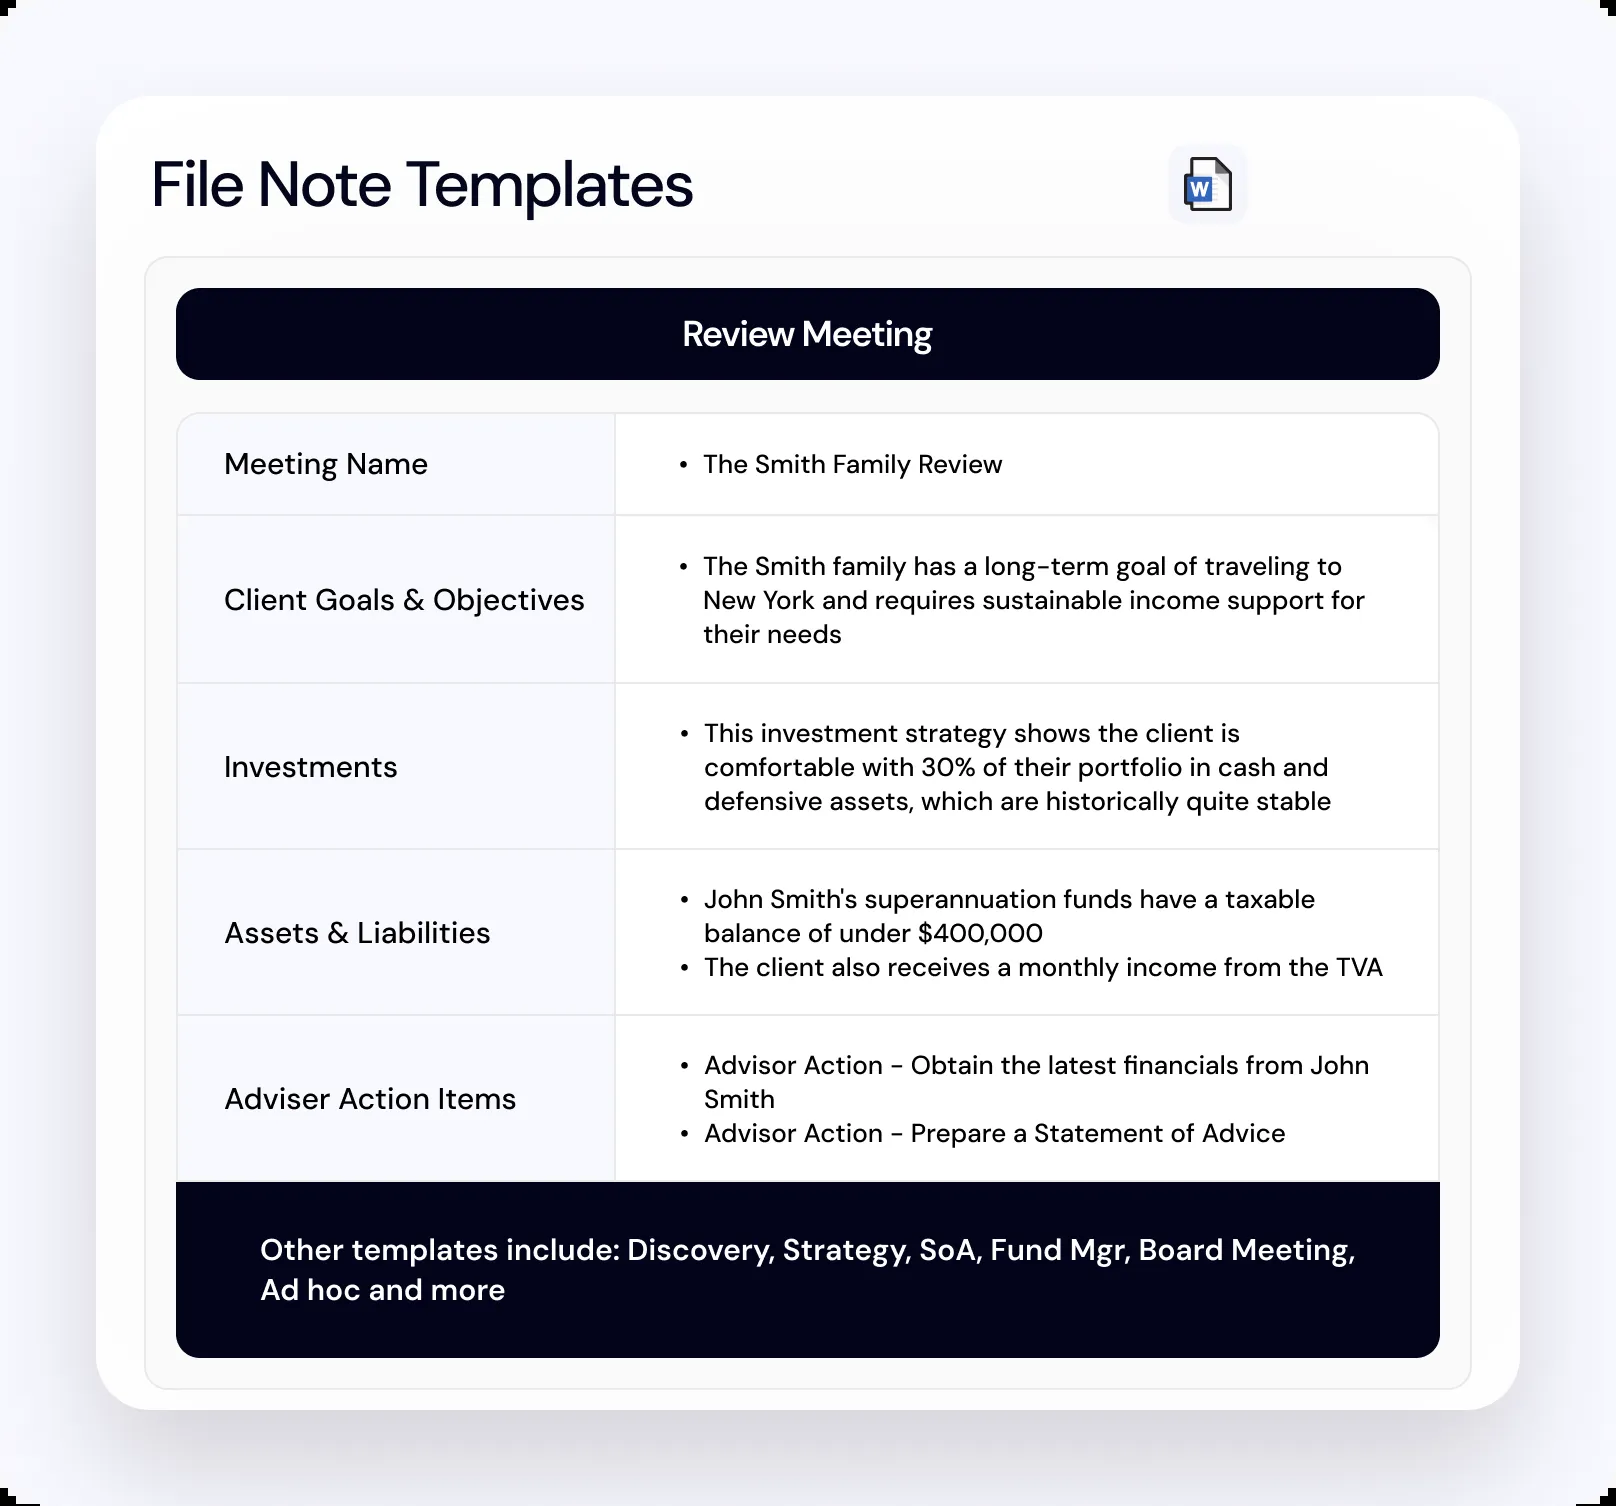 File Note Templates
W
Review Meeting
Meeting Name
• The Smith Family Review
Client Goals & Objectives
• The Smith family has a long-term goal of traveling to
New York and requires sustainable income support for
their needs
Investments
• This investment strategy shows the client is
comfortable with 30% of their portfolio in cash and
defensive assets, which are historically quite stable
Assets & Liabilities
• John Smith's superannuation funds have a taxable
balance of under $400,000
• The client also receives a monthly income from the TVA
Adviser Action Items
• Advisor Action - Obtain the latest financials from John
Smith
• Advisor Action - Prepare a Statement of Advice
Other templates include: Discovery, Strategy, SoA, Fund Mgr, Board Meeting,
Ad hoc and more